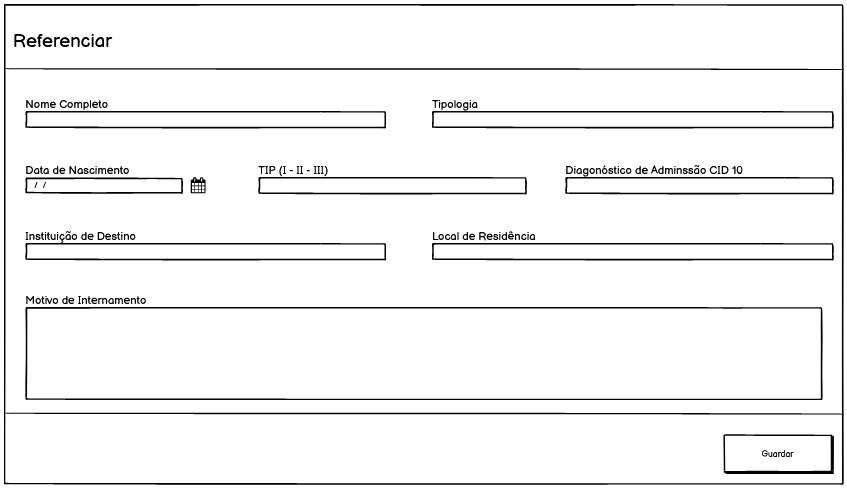 Referenciar
Nome Completo
Tipologia
Data de Nascimento
TIP (I - II - III)
Diagonóstico de Adminssão CID 10
/ /
Instituição de Destino
Local de Residência
Motivo de Internamento
Guardar